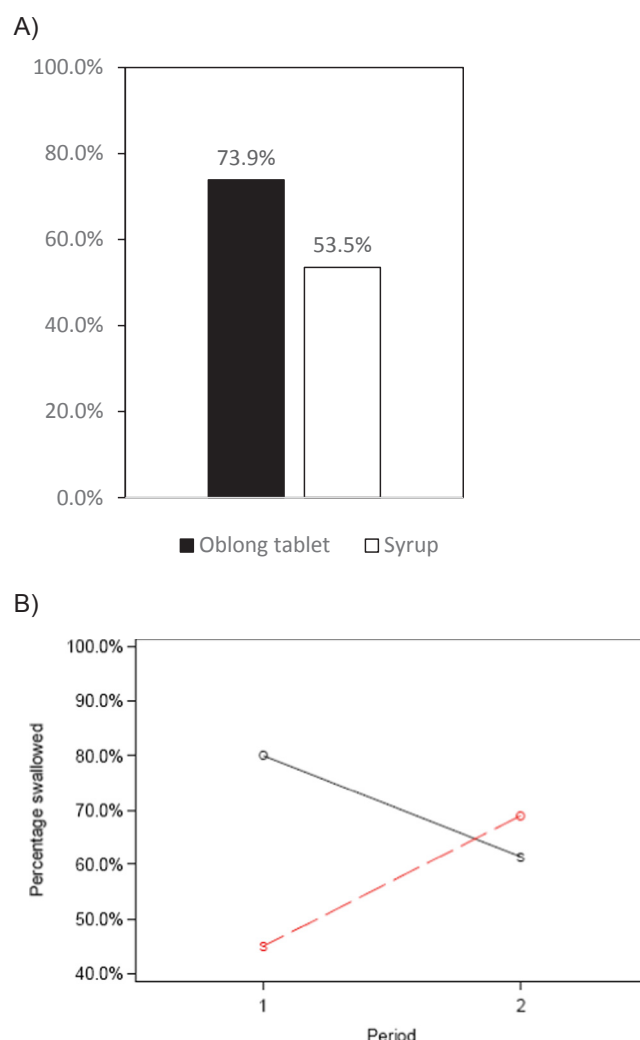 A)
100.0%
80.0%
60.0%
40.0%
20.0%
0.0%
73.9%
53.5%
Oblong tablet Syrup
B)
Percentage swallowed
100.0%
90.0%
80.0%
70.0%
60.0%
50.0%
40.0%
o
s
o
s
1 2
Period